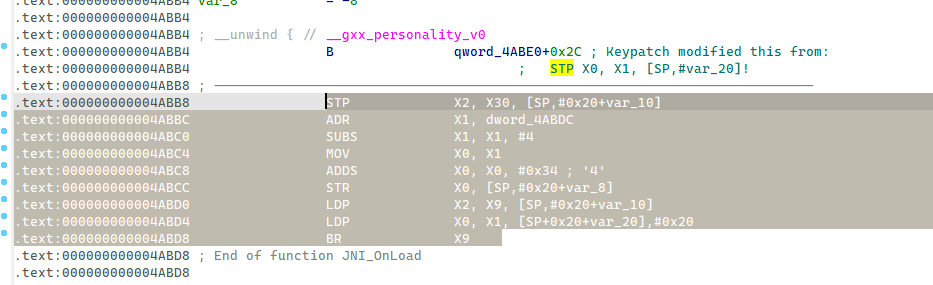 .text:000000000004ABB4 var_8 = -8
.text:000000000004ABB4
.text:000000000004ABB4 ; __unwind { // __gxx_personality_v0
.text:000000000004ABB4 B qword_4ABE0+0x2C ; Keypatch modified this from:
.text:000000000004ABB4 ; STP X0, X1, [SP,#var_20]!
.text:000000000004ABB8 ;
.text:000000000004ABB8 STP X2, X30, [SP,#0x20+var_10]
.text:000000000004ABBC ADR X1, dword_4ABDC
.text:000000000004ABC0 SUBS X1, X1, #4
.text:000000000004ABC4 MOV X0, X1
.text:000000000004ABC8 ADDS X0, X0, #0x34 ; '4'
.text:000000000004ABCC STR X0, [SP,#0x20+var_8]
.text:000000000004ABD0 LDP X2, X9, [SP,#0x20+var_10]
.text:000000000004ABD4 LDP X0, X1, [SP+0x20+var_20],#0x20
.text:000000000004ABD8 BR X9
.text:000000000004ABD8 ; End of function JNI_OnLoad
.text:000000000004ABD8